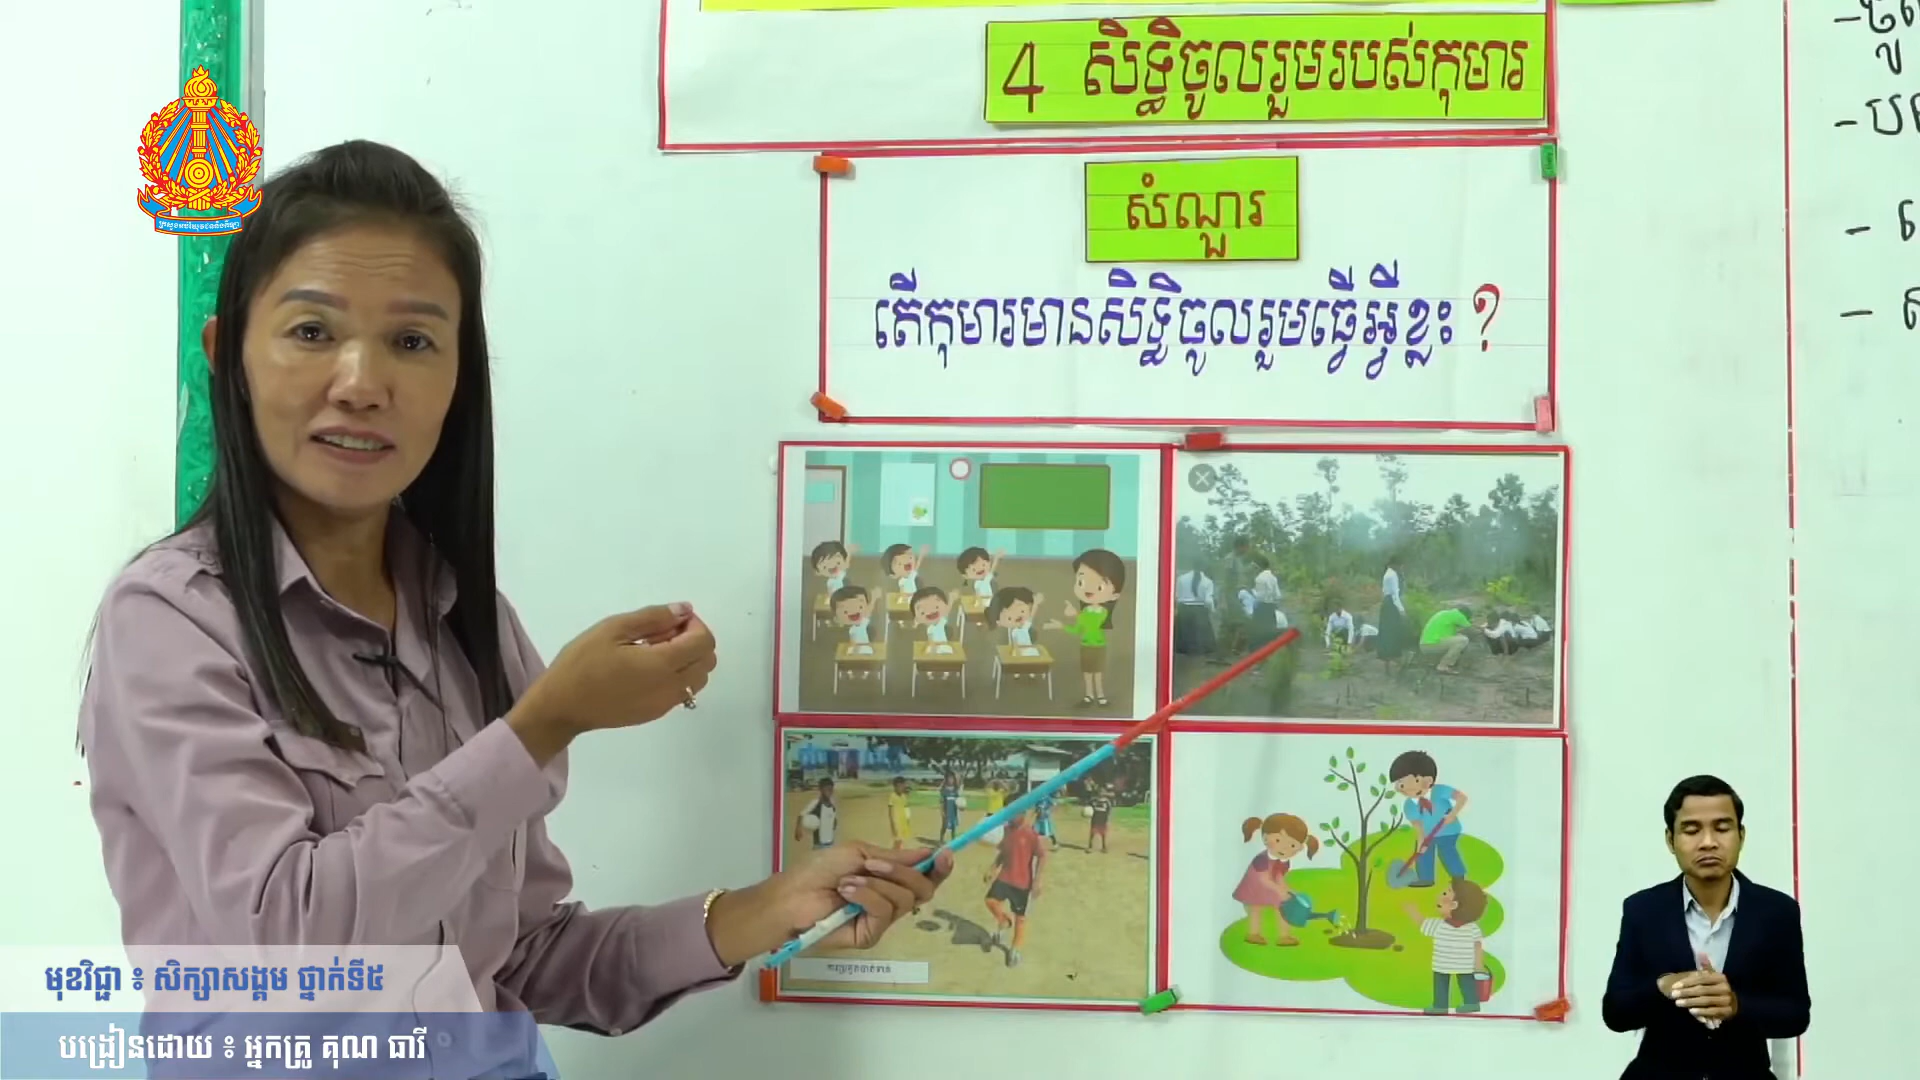 4 សិទ្ធិចូលរួមរបស់កុមារ
សំណួរ
តើកុមារមានសិទ្ធិចូលរួមធ្វើអ្វីខ្លះ ?
មុខវិជ្ជា ៖ សិក្សាសង្គម ថ្នាក់ទី៥
បង្រៀនដោយ ៖ អ្នកគ្រូ គុណ ធារី